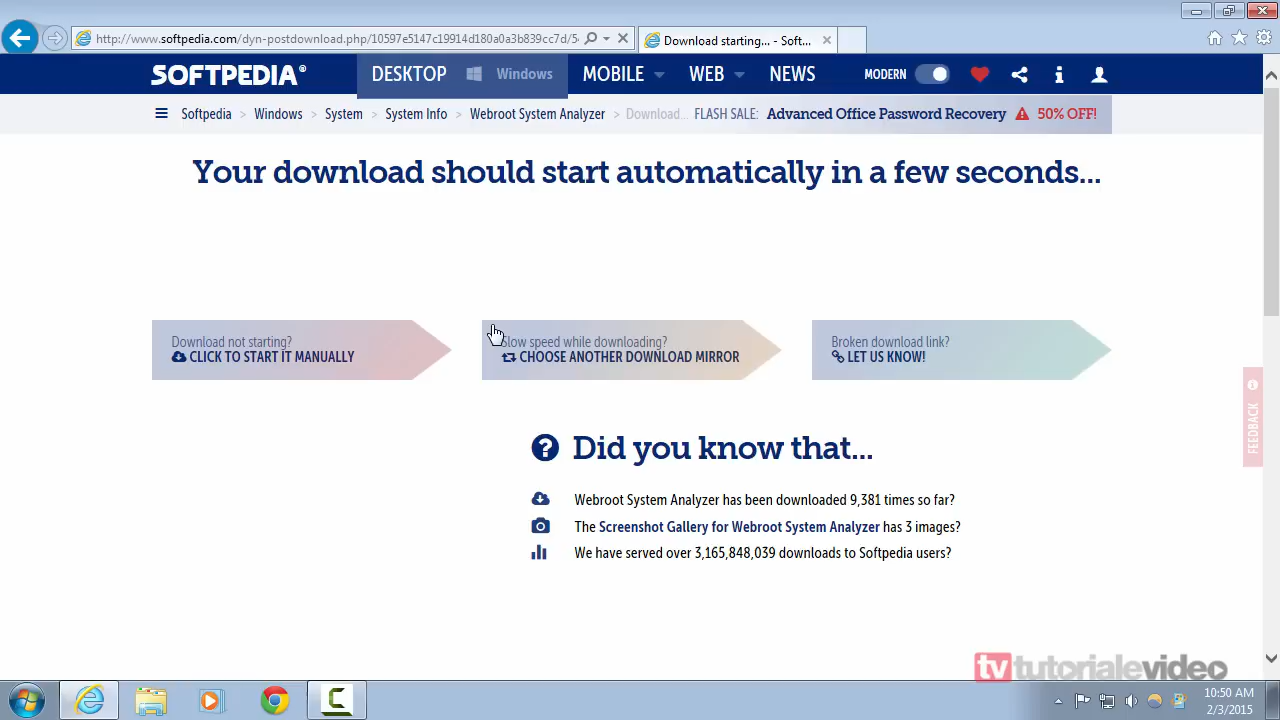 http://www.softpedia.com/dyn-postdownload.php/10597e5147c19914d180a0a3b839cc7d/5
Download starting... - Soft...
SOFTPEDIA®
DESKTOP
Windows
MOBILE
WEB
NEWS
MODERN
Softpedia > Windows > System > System Info > Webroot System Analyzer > Download...
FLASH SALE: Advanced Office Password Recovery 50% OFF!
Your download should start automatically in a few seconds...
Download not starting?
CLICK TO START IT MANUALLY
Slow speed while downloading?
CHOOSE ANOTHER DOWNLOAD MIRROR
Broken download link?
LET US KNOW!
FEEDBACK
Did you know that...
Webroot System Analyzer has been downloaded 9,381 times so far?
The Screenshot Gallery for Webroot System Analyzer has 3 images?
We have served over 3,165,848,039 downloads to Softpedia users?
tvtutorialevideo
10:50 AM
2/3/2015